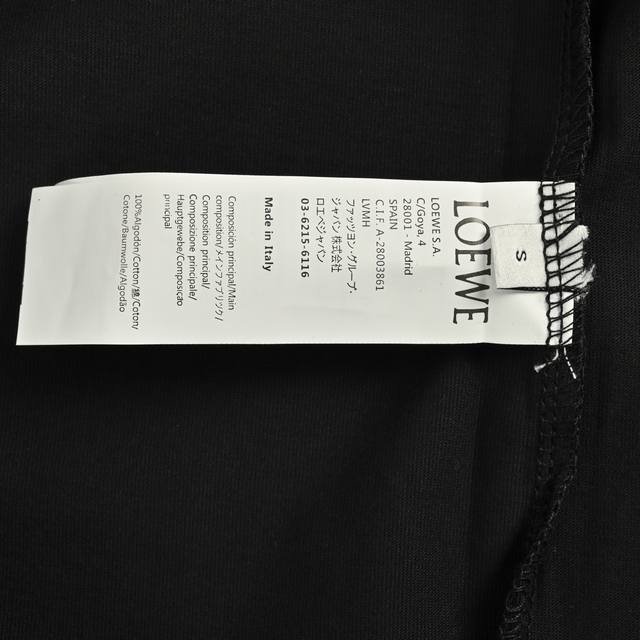 LOEWE
S
LOEWE S.A.
C/Goya, 4
28001 - Madrid
SPAIN
C.I.F. A-28003861
LVMH
ファッツヨン·グループ·
ジャパン株式会社
ロエベジャパン
03-6215-6116
Made in Italy
Composición principal/Main
composition/メインファブリック/
Composition principal/
Composizione principale/
Hauptgewebe/Composição
principal
100%Algodón/Cotton/綿/Coton/
Cotone/Baumwolle/Algodão